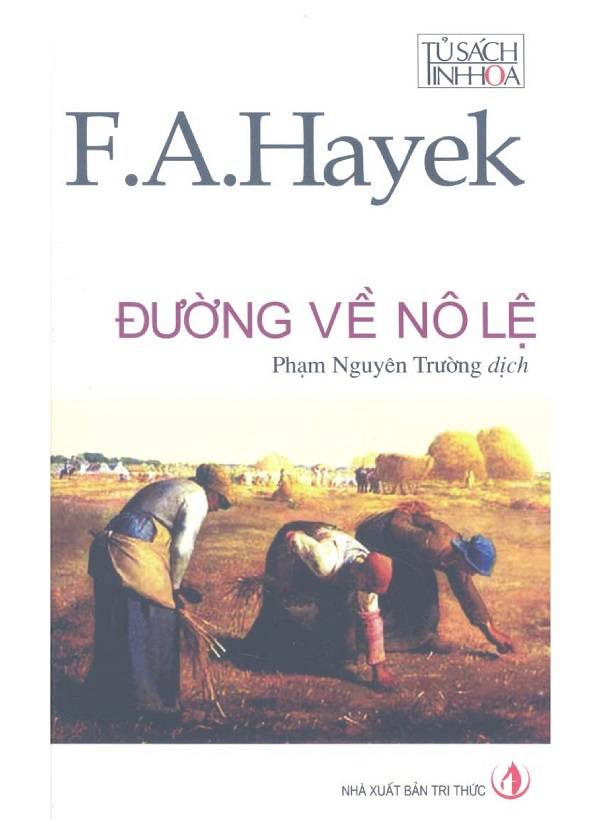 TỦ SÁCH
TINH HOA
F.A.Hayek
ĐƯỜNG VỀ NÔ LỆ
Phạm Nguyên Trường dịch
NHÀ XUẤT BẢN TRI THỨC